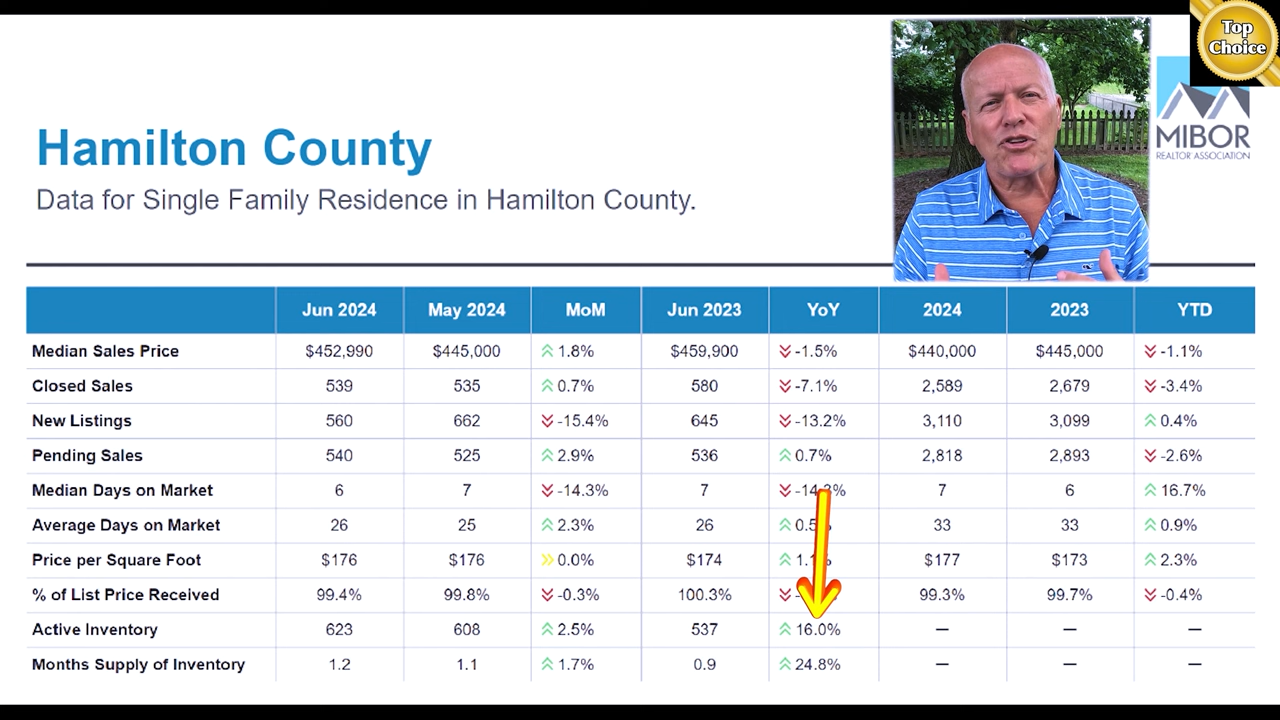 Top
Choice
MIBOR
REALTOR ASSOCIATION
Hamilton County
Data for Single Family Residence in Hamilton County.
Jun 2024 May 2024 MoM Jun 2023 YoY 2024 2023 YTD
Median Sales Price $452,990 $445,000 1.8% $459,900 -1.5% $440,000 $445,000 -1.1%
Closed Sales 539 535 0.7% 580 -7.1% 2,589 2,679 -3.4%
New Listings 560 662 -15.4% 645 -13.2% 3,110 3,099 0.4%
Pending Sales 540 525 2.9% 536 0.7% 2,818 2,893 -2.6%
Median Days on Market 6 7 -14.3% 7 7 6 16.7%
Average Days on Market 26 25 2.3% 26 33 33 0.9%
Price per Square Foot $176 $176 0.0% $174 $177 $173 2.3%
% of List Price Received 99.4% 99.8% -0.3% 100.3% 99.3% 99.7% -0.4%
Active Inventory 623 608 2.5% 537 16.0% — — —
Months Supply of Inventory 1.2 1.1 1.7% 0.9 24.8% — — —